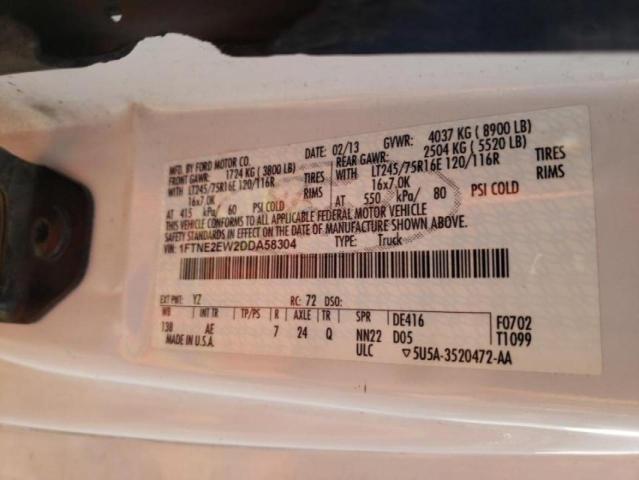 MFD. BY FORD MOTOR CO.
DATE: 02/13 GVWR: 4037 KG ( 8900 LB)
FRONT GAWR: 1724 KG ( 3800 LB) REAR GAWR: 2504 KG ( 5520 LB)
WITH LT245/75R16E 120/116R TIRES WITH LT245/75R16E 120/116R TIRES
16x7.0K RIMS 16x7.0K RIMS
AT 415 kPa/ 60 PSI COLD AT 550 kPa/ 80 PSI COLD
THIS VEHICLE CONFORMS TO ALL APPLICABLE FEDERAL MOTOR VEHICLE
SAFETY STANDARDS IN EFFECT ON THE DATE OF MANUFACTURE SHOWN ABOVE.
VIN: 1FTNE2EW2DDA58304 TYPE: Truck
EXT PNT: YZ RC: 72 DSO:
WB INT TR TP/PS R AXLE TR SPR DE416 F0702
138 AE 7 24 Q NN22 D05 T1099
MADE IN U.S.A. ULC ▽5U5A-3520472-AA